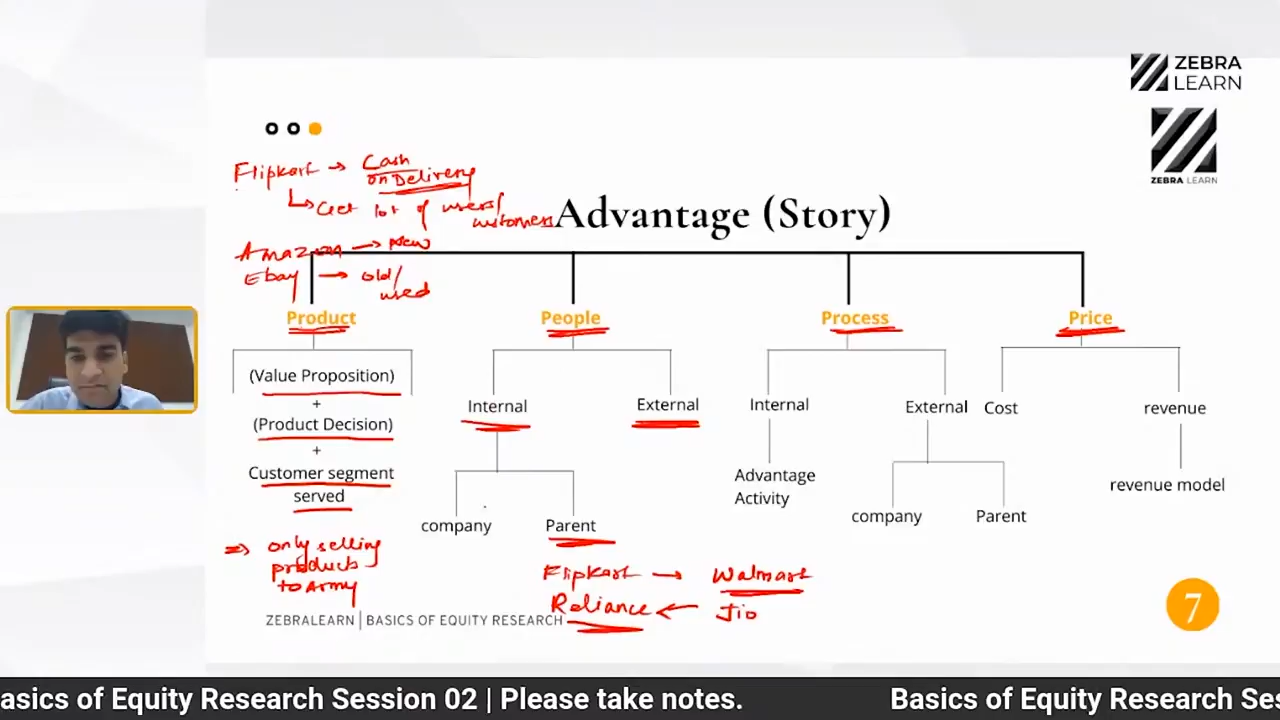 ZEBRA
LEARN
ZEBRA LEARN
Flipkart → Cash
on Delivery
↳ Get lot of users/
customers
Advantage (Story)
Amazon → New
Ebay → old/
used
Product
People
Process
Price
(Value Proposition)
+
(Product Decision)
+
Customer segment
served
Internal
External
Internal
External
Cost
revenue
Advantage
Activity
revenue model
company
Parent
company
Parent
⇒ only selling
products
to Army
Flipkart → Walmart
Reliance ← Jio
ZEBRALEARN | BASICS OF EQUITY RESEARCH
7
asics of Equity Research Session 02 | Please take notes.
Basics of Equity Research Ses